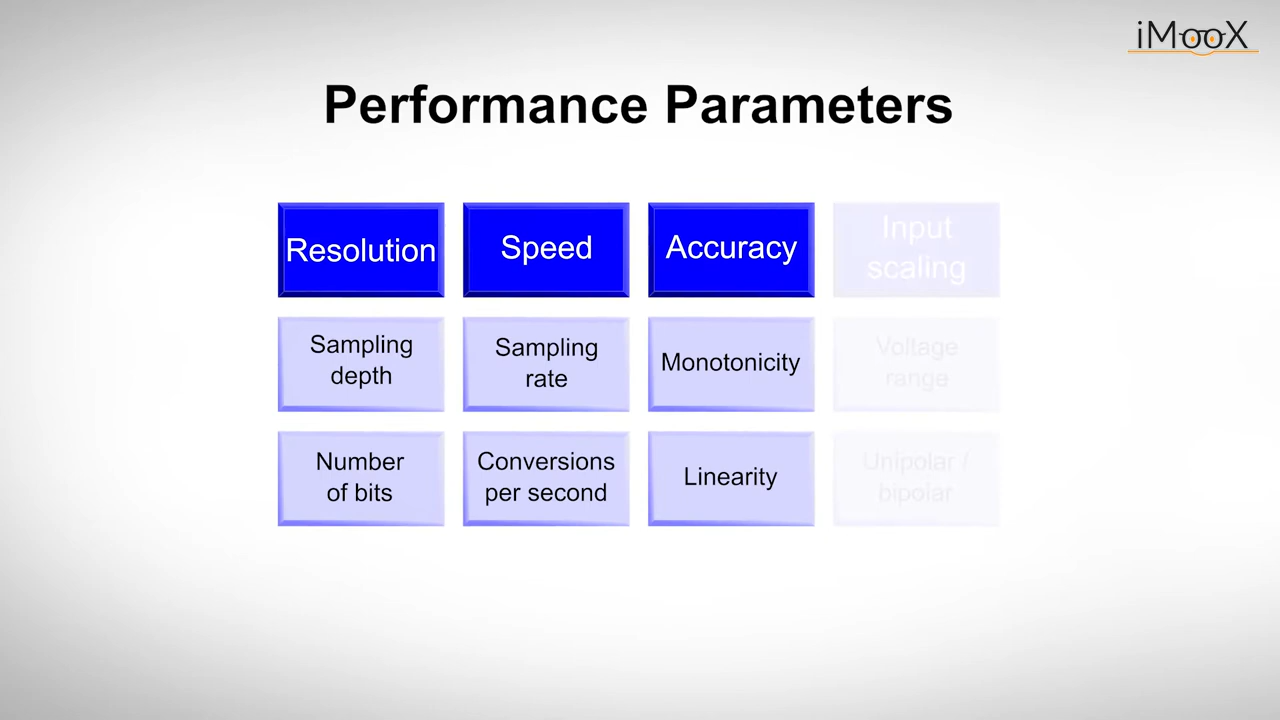 iMooX
Performance Parameters
Resolution
Speed
Accuracy
Input
scaling
Sampling
depth
Sampling
rate
Monotonicity
Voltage
range
Number
of bits
Conversions
per second
Linearity
Unipolar /
bipolar